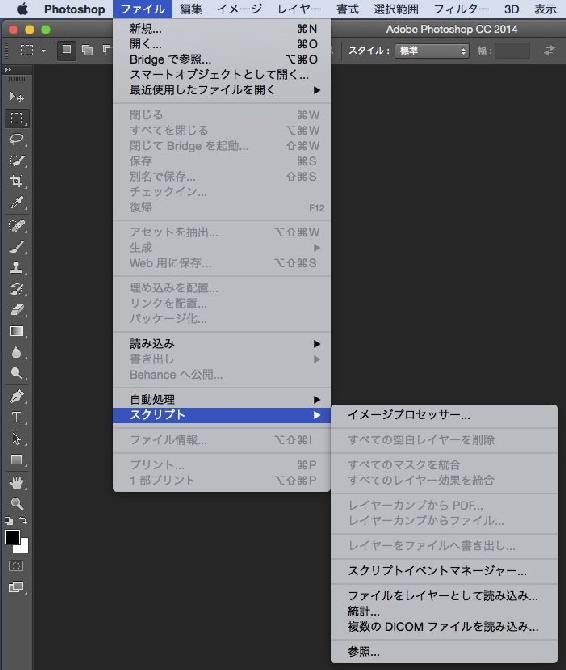 Photoshop ファイル 編集 イメージ レイヤー 書式 選択範囲 フィルター 3D 表示
Adobe Photoshop CC 2014
スタイル： 標準 幅：
新規... ⌘N
開く... ⌘O
Bridge で参照... ⌥⌘O
スマートオブジェクトとして開く...
最近使用したファイルを開く ▶
閉じる ⌘W
すべてを閉じる ⌥⌘W
閉じて Bridge を起動... ⇧⌘W
保存 ⌘S
別名で保存... ⇧⌘S
チェックイン...
復帰 F12
アセットを抽出... ⌥⇧⌘W
生成 ▶
Web 用に保存... ⌥⇧⌘S
埋め込みを配置...
リンクを配置...
パッケージ化...
読み込み ▶
書き出し ▶
Behance へ公開...
自動処理 ▶
スクリプト ▶
ファイル情報... ⌥⇧⌘I
プリント... ⌘P
1 部プリント ⌥⇧⌘P
イメージプロセッサー...
すべての空白レイヤーを削除
すべてのマスクを統合
すべてのレイヤー効果を統合
レイヤーカンプから PDF...
レイヤーカンプからファイル...
レイヤーをファイルへ書き出し...
スクリプトイベントマネージャー...
ファイルをレイヤーとして読み込み...
統計...
複数の DICOM ファイルを読み込み...
参照...